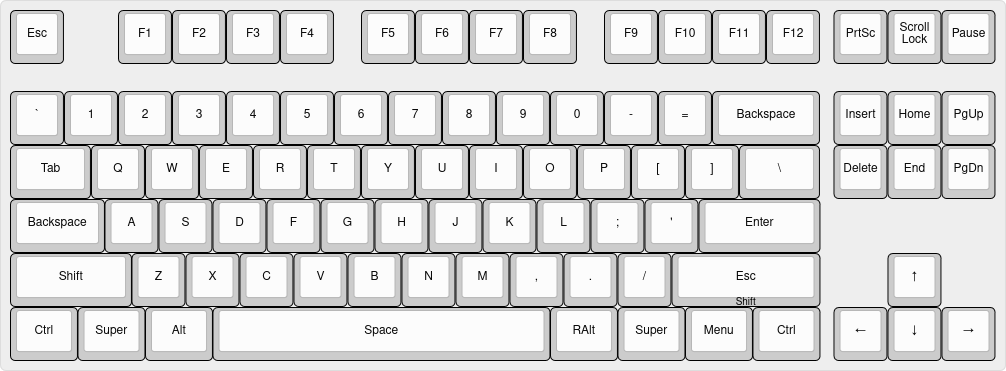 Esc F1 F2 F3 F4 F5 F6 F7 F8 F9 F10 F11 F12 PrtSc Scroll Lock Pause
` 1 2 3 4 5 6 7 8 9 0 - = Backspace Insert Home PgUp
Tab Q W E R T Y U I O P [ ] \ Delete End PgDn
Backspace A S D F G H J K L ; ' Enter
Shift Z X C V B N M , . / Esc ↑
Shift
Ctrl Super Alt Space RAlt Super Menu Ctrl ← ↓ →